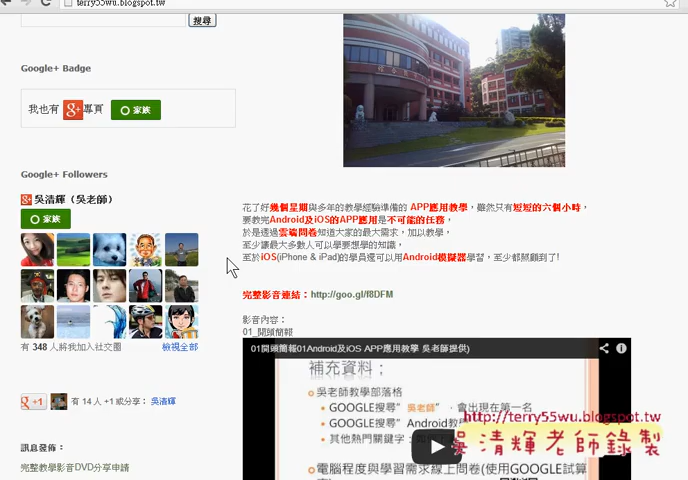 terry55wu.blogspot.tw
搜尋
Google+ Badge
我也有 g+ 專頁 家族
Google+ Followers
吳清輝 (吳老師)
家族
有 348 人將我加入社交圈 檢視全部
+1 有 14 人 +1 或分享： 吳清輝
訊息發佈：
完整教學影音DVD分享申請
花了好幾個星期與多年的教學經驗準備的 APP應用教學，雖然只有短短的六個小時，
要教完Android及iOS的APP應用是不可能的任務，
於是透過雲端問卷知道大家的最大需求，加以教學，
至少讓最大多數人可以學要想學的知識，
至於iOS(iPhone & iPad)的學員還可以用Android模擬器學習，至少都照顧到了!
完整影音連結：http://goo.gl/f8DFM
影音內容：
01_開頭簡報
01開頭簡報01Android及iOS APP應用教學 吳老師提供)
補充資料；
吳老師教學部落格
GOOGLE搜尋"吳老師"，會出現在第一名
GOOGLE搜尋"Android教
其他熱門關鍵字：
http://terry55wu.blogspot.tw
吳清輝老師錄製
電腦程度與學習需求線上問卷(使用GOOGLE試算